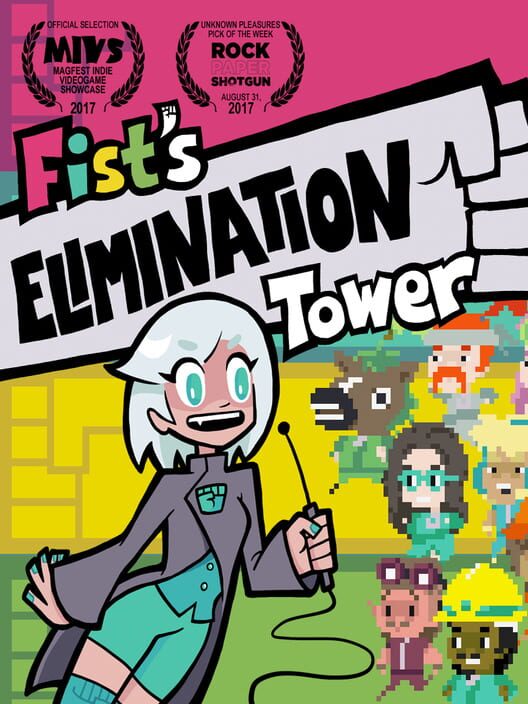 OFFICIAL SELECTION
MIVS
MAGFEST INDIE
VIDEOGAME
SHOWCASE
2017
UNKNOWN PLEASURES
PICK OF THE WEEK
ROCK
PAPER
SHOTGUN
AUGUST 31,
2017
Fist's
ELIMINATION
Tower